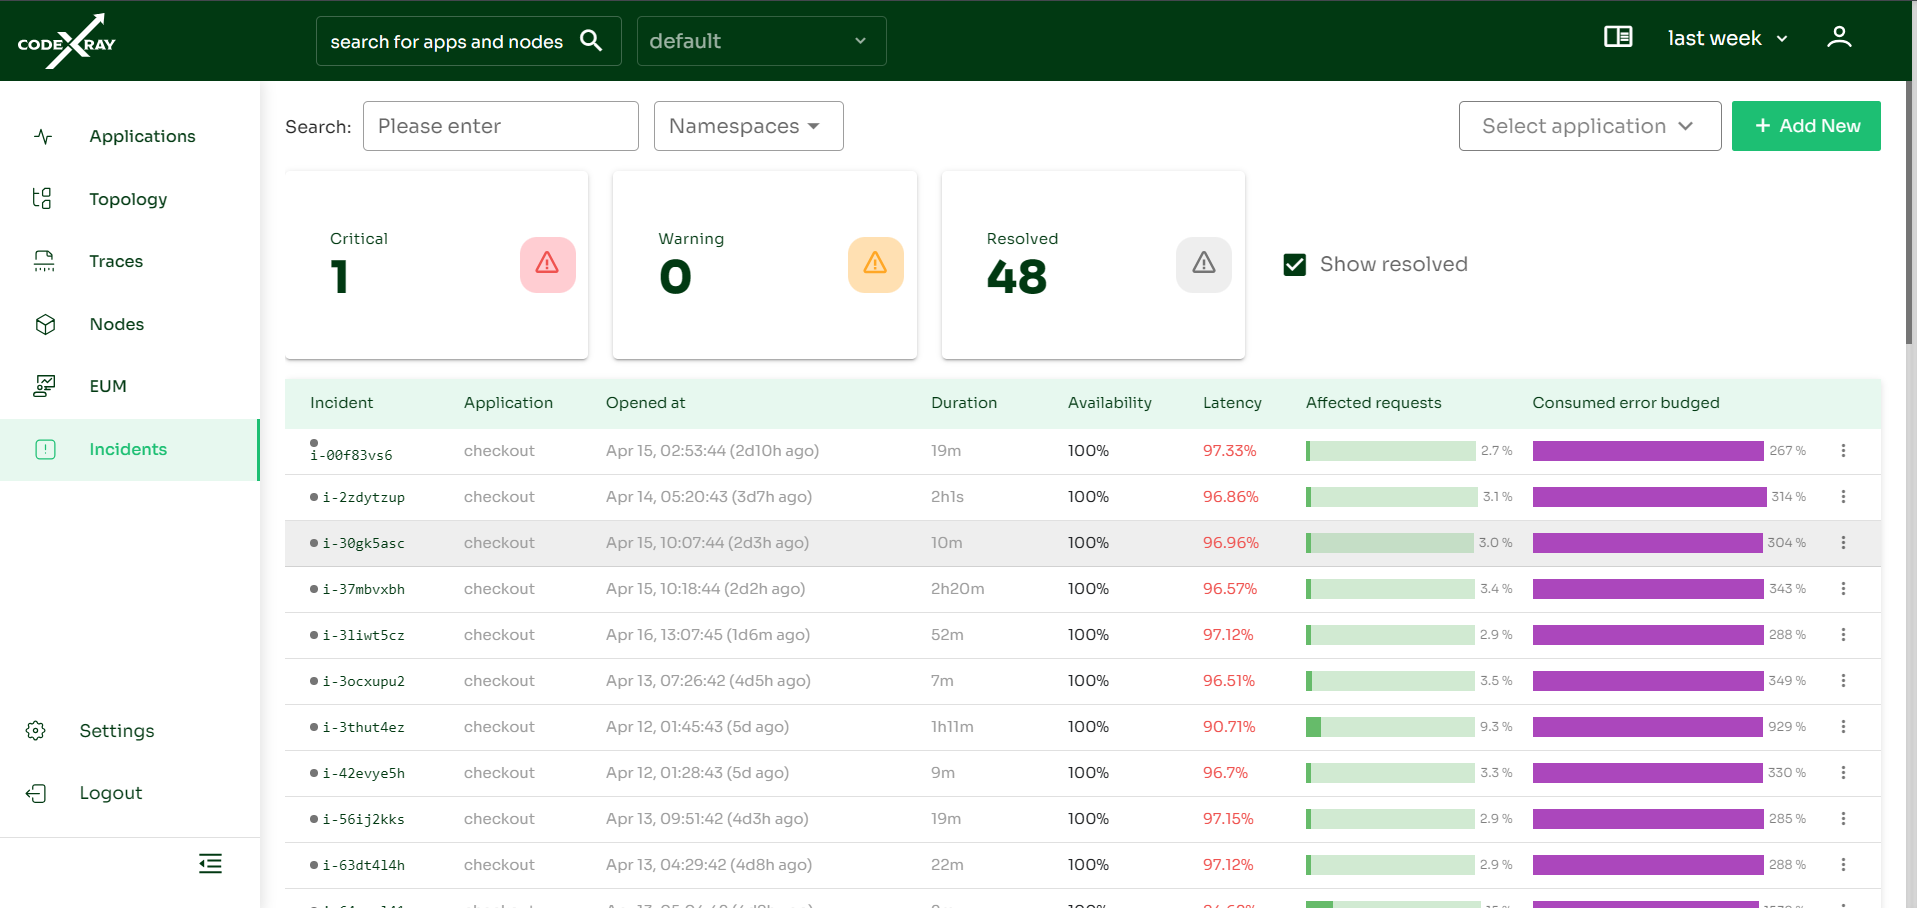 CODE X RAY
search for apps and nodes
default
last week
Applications
Topology
Traces
Nodes
EUM
Incidents
Settings
Logout
Search:
Please enter
Namespaces
Select application
+ Add New
Critical
1
Warning
0
Resolved
48
Show resolved
Incident Application Opened at Duration Availability Latency Affected requests Consumed error budged
i-00f83vs6 checkout Apr 15, 02:53:44 (2d10h ago) 19m 100% 97.33% 2.7 % 267 %
i-2zdytzup checkout Apr 14, 05:20:43 (3d7h ago) 2h1s 100% 96.86% 3.1 % 314 %
i-30gk5asc checkout Apr 15, 10:07:44 (2d3h ago) 10m 100% 96.96% 3.0 % 304 %
i-37mbvxbh checkout Apr 15, 10:18:44 (2d2h ago) 2h20m 100% 96.57% 3.4 % 343 %
i-3liwt5cz checkout Apr 16, 13:07:45 (1d6m ago) 52m 100% 97.12% 2.9 % 288 %
i-3ocxupu2 checkout Apr 13, 07:26:42 (4d5h ago) 7m 100% 96.51% 3.5 % 349 %
i-3thut4ez checkout Apr 12, 01:45:43 (5d ago) 1h11m 100% 90.71% 9.3 % 929 %
i-42evye5h checkout Apr 12, 01:28:43 (5d ago) 9m 100% 96.7% 3.3 % 330 %
i-56ij2kks checkout Apr 13, 09:51:42 (4d3h ago) 19m 100% 97.15% 2.9 % 285 %
i-63dt4l4h checkout Apr 13, 04:29:42 (4d8h ago) 22m 100% 97.12% 2.9 % 288 %